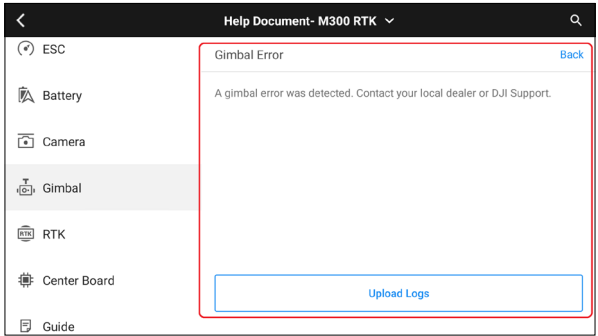 Help Document- M300 RTK
ESC
Battery
Camera
Gimbal
RTK
RTK
Center Board
Guide
Gimbal Error
Back
A gimbal error was detected. Contact your local dealer or DJI Support.
Upload Logs